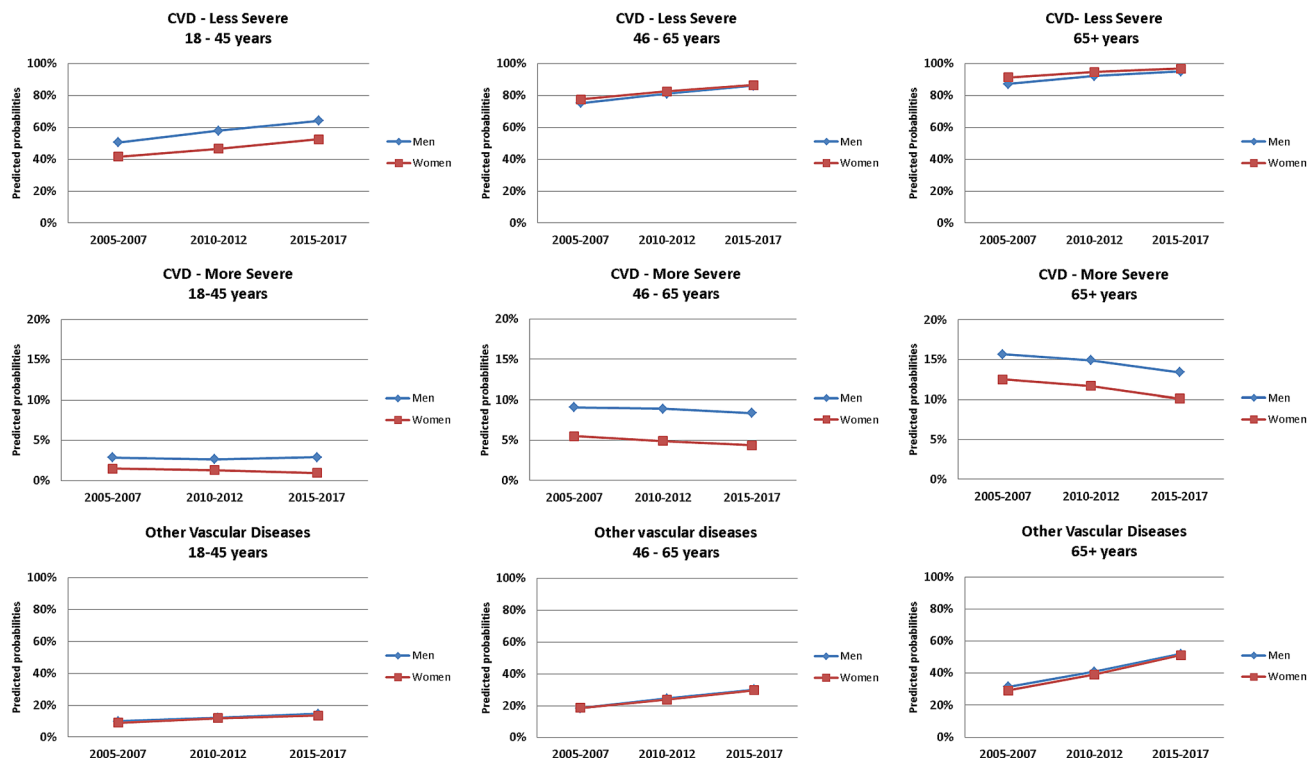 CVD - Less Severe
18 - 45 years
Predicted probabilities
100%
80%
60%
40%
20%
0%
2005-2007 2010-2012 2015-2017
Men
Women
CVD - Less Severe
46 - 65 years
Predicted probabilities
100%
80%
60%
40%
20%
0%
2005-2007 2010-2012 2015-2017
Men
Women
CVD- Less Severe
65+ years
Predicted Probabilities
100%
80%
60%
40%
20%
0%
2005-2007 2010-2012 2015-2017
Men
Women
CVD - More Severe
18-45 years
Predicted probabilities
20%
15%
10%
5%
0%
2005-2007 2010-2012 2015-2017
Men
Women
CVD - More Severe
46 - 65 years
Predicted probabilities
20%
15%
10%
5%
0%
2005-2007 2010-2012 2015-2017
Men
Women
CVD - More Severe
65+ years
Predicted probabilities
20%
15%
10%
5%
0%
2005-2007 2010-2012 2015-2017
Men
Women
Other Vascular Diseases
18-45 years
Predicted probabilities
100%
80%
60%
40%
20%
0%
2005-2007 2010-2012 2015-2017
Men
Women
Other vascular diseases
46 - 65 years
Predicted probabilities
100%
80%
60%
40%
20%
0%
2005-2007 2010-2012 2015-2017
Men
Women
Other Vascular Diseases
65+ years
Predicted probabilities
100%
80%
60%
40%
20%
0%
2005-2007 2010-2012 2015-2017
Men
Women